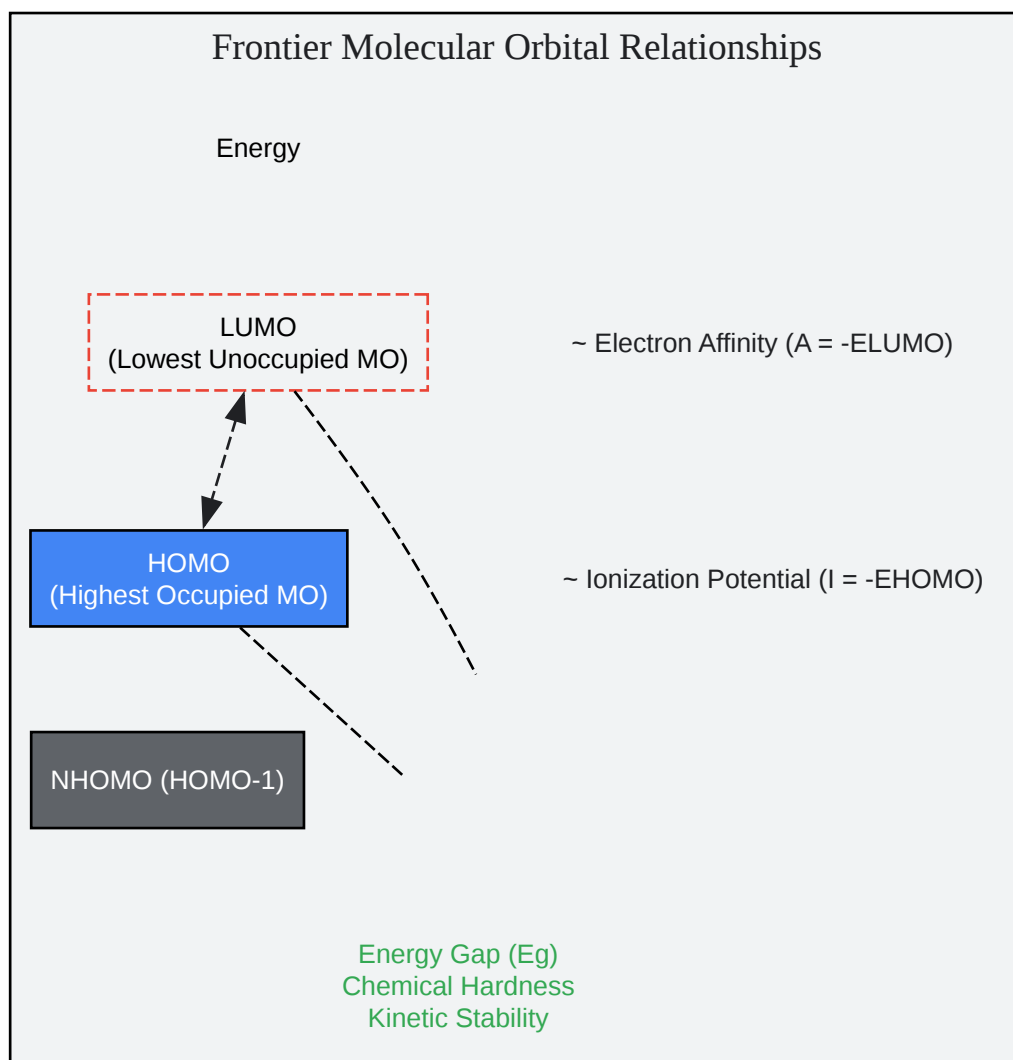 Frontier Molecular Orbital Relationships
Energy
LUMO
(Lowest Unoccupied MO)
~ Electron Affinity (A = -ELUMO)
HOMO
(Highest Occupied MO)
~ Ionization Potential (I = -EHOMO)
NHOMO (HOMO-1)
Energy Gap (Eg)
Chemical Hardness
Kinetic Stability